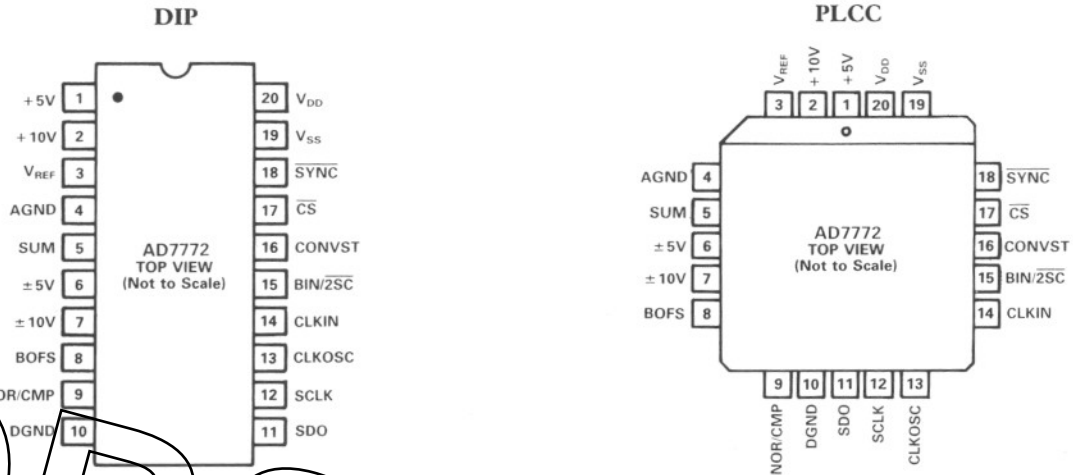 DIP
+5V 1
+10V 2
VREF 3
AGND 4
SUM 5
±5V 6
±10V 7
BOFS 8
OR/CMP 9
DGND 10
AD7772
TOP VIEW
(Not to Scale)
20 VDD
19 VSS
18 SYNC
17 CS
16 CONVST
15 BIN/2SC
14 CLKIN
13 CLKOSC
12 SCLK
11 SDO
PLCC
VREF +10V +5V VDD VSS
3 2 1 20 19
AGND 4
SUM 5
±5V 6
±10V 7
BOFS 8
AD7772
TOP VIEW
(Not to Scale)
18 SYNC
17 CS
16 CONVST
15 BIN/2SC
14 CLKIN
9 10 11 12 13
NOR/CMP DGND SDO SCLK CLKOSC